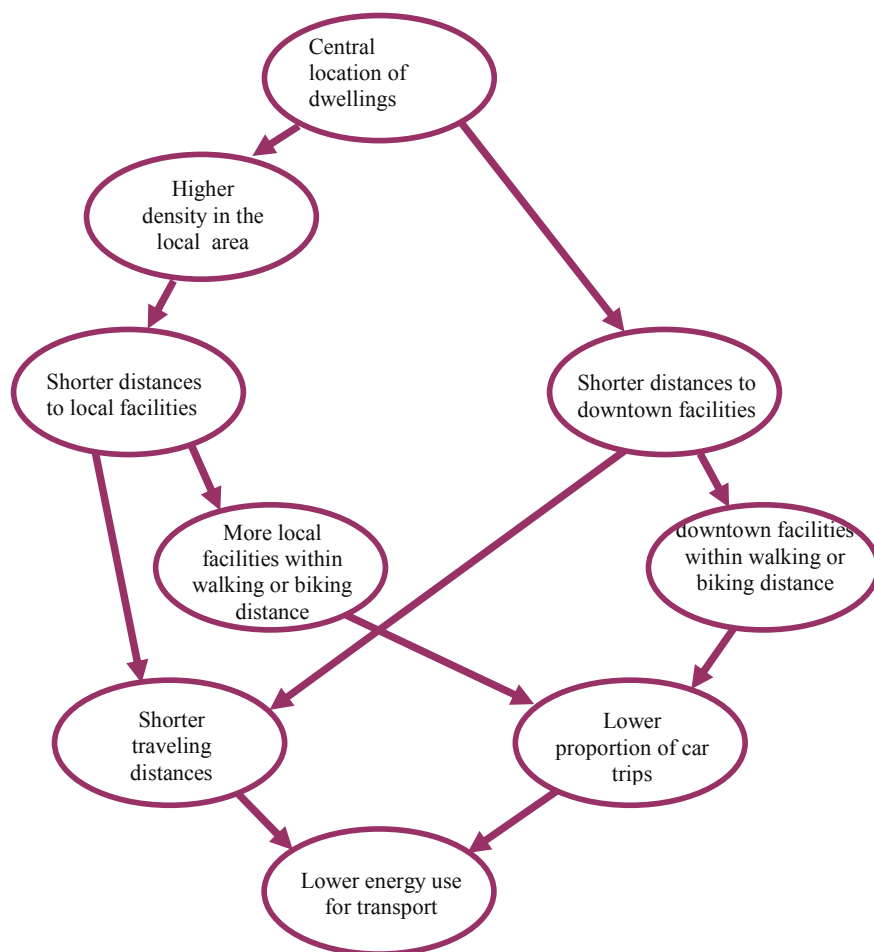 Central
location of
dwellings
Higher
density in the
local area
Shorter distances
to local facilities
Shorter distances to
downtown facilities
More local
facilities within
walking or biking
distance
downtown facilities
within walking or
biking distance
Shorter
traveling
distances
Lower
proportion of car
trips
Lower energy use
for transport